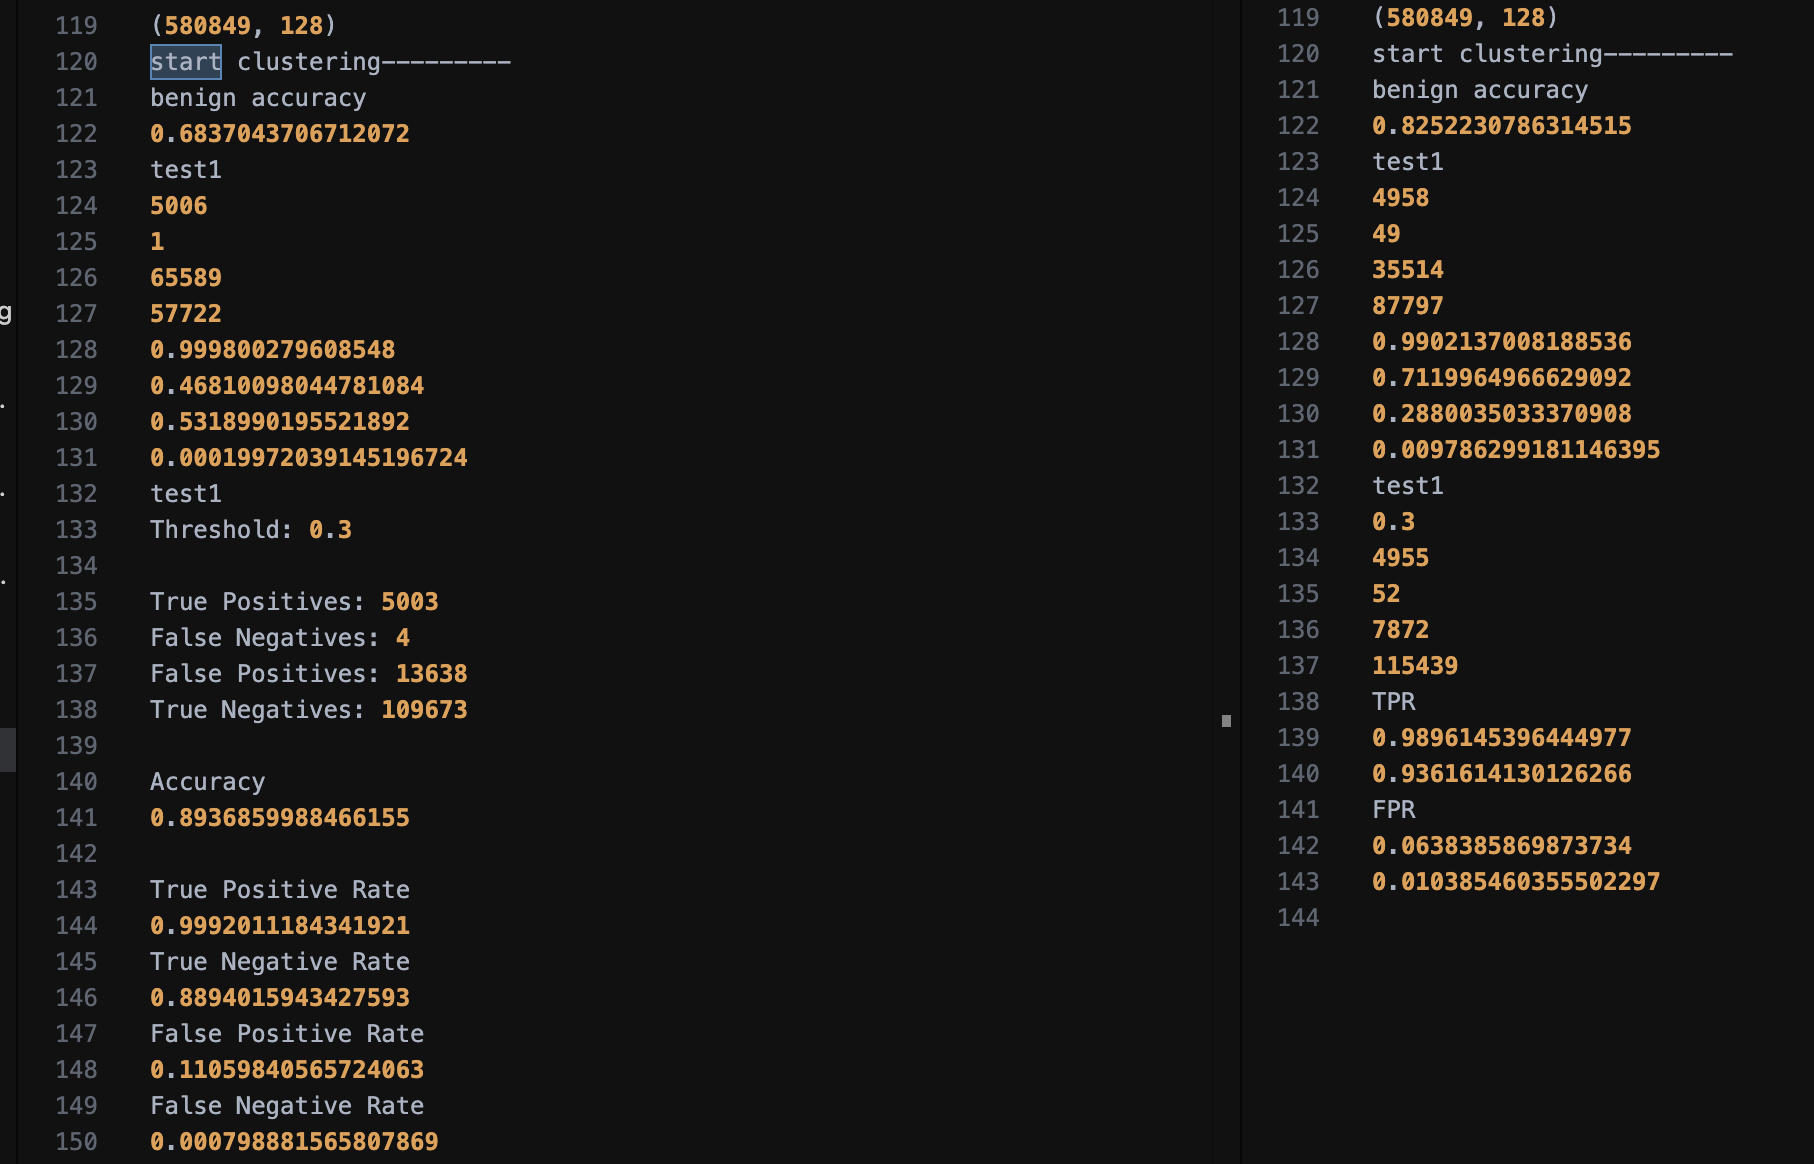 119 (580849, 128)
120 start clustering---------
121 benign accuracy
122 0.6837043706712072
123 test1
124 5006
125 1
126 65589
127 57722
128 0.999800279608548
129 0.46810098044781084
130 0.5318990195521892
131 0.00019972039145196724
132 test1
133 Threshold: 0.3
134
135 True Positives: 5003
136 False Negatives: 4
137 False Positives: 13638
138 True Negatives: 109673
139
140 Accuracy
141 0.8936859988466155
142
143 True Positive Rate
144 0.9992011184341921
145 True Negative Rate
146 0.8894015943427593
147 False Positive Rate
148 0.11059840565724063
149 False Negative Rate
150 0.000798881565807869
119 (580849, 128)
120 start clustering---------
121 benign accuracy
122 0.8252230786314515
123 test1
124 4958
125 49
126 35514
127 87797
128 0.9902137008188536
129 0.7119964966629092
130 0.2880035033370908
131 0.009786299181146395
132 test1
133 0.3
134 4955
135 52
136 7872
137 115439
138 TPR
139 0.9896145396444977
140 0.9361614130126266
141 FPR
142 0.0638385869873734
143 0.010385460355502297
144
g
.
.
.